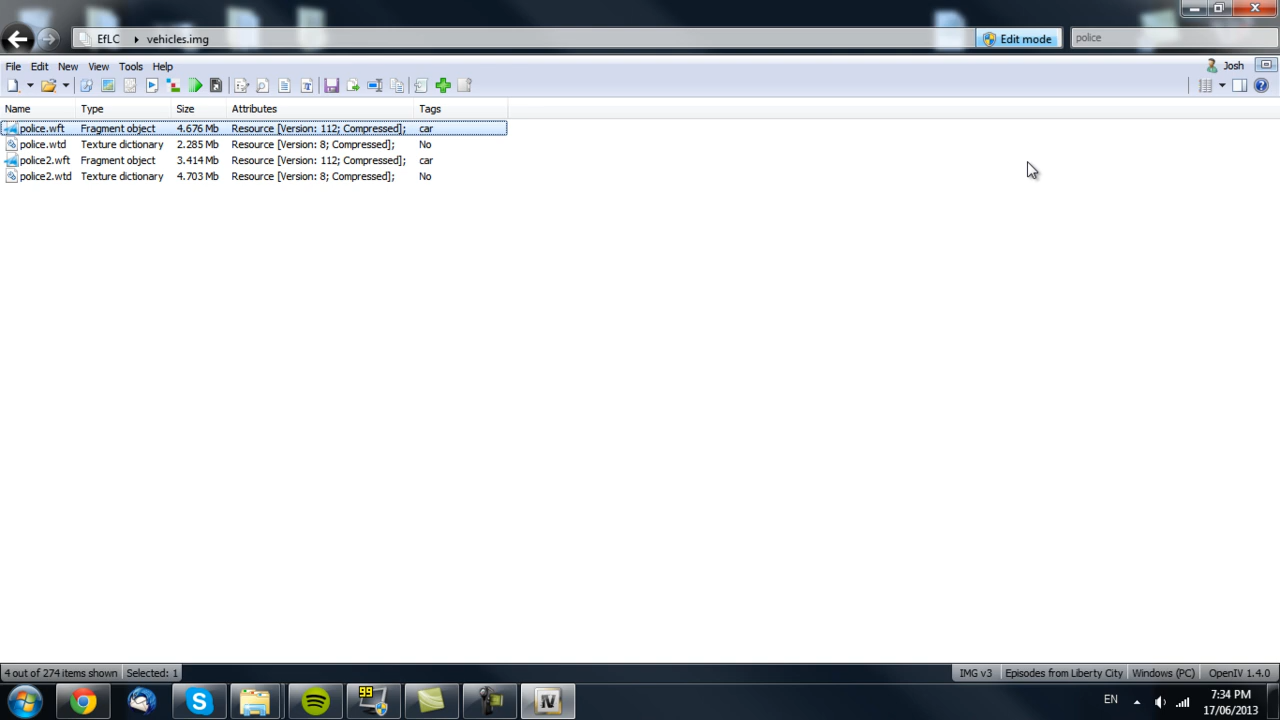 EfLC vehicles.img Edit mode police
File Edit New View Tools Help Josh
Name Type Size Attributes Tags
police.wft Fragment object 4.676 Mb Resource [Version: 112; Compressed]; car
police.wtd Texture dictionary 2.285 Mb Resource [Version: 8; Compressed]; No
police2.wft Fragment object 3.414 Mb Resource [Version: 112; Compressed]; car
police2.wtd Texture dictionary 4.703 Mb Resource [Version: 8; Compressed]; No
4 out of 274 items shown Selected: 1 IMG v3 Episodes from Liberty City Windows (PC) OpenIV 1.4.0
99
EN 7:34 PM
17/06/2013